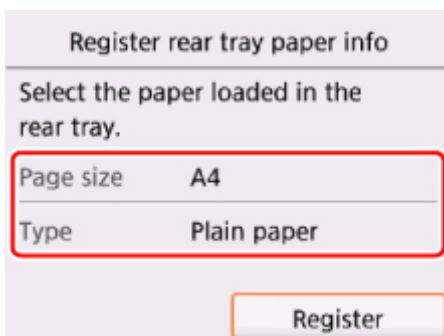 Register rear tray paper info
Select the paper loaded in the
rear tray.
Page size A4
Type Plain paper
Register